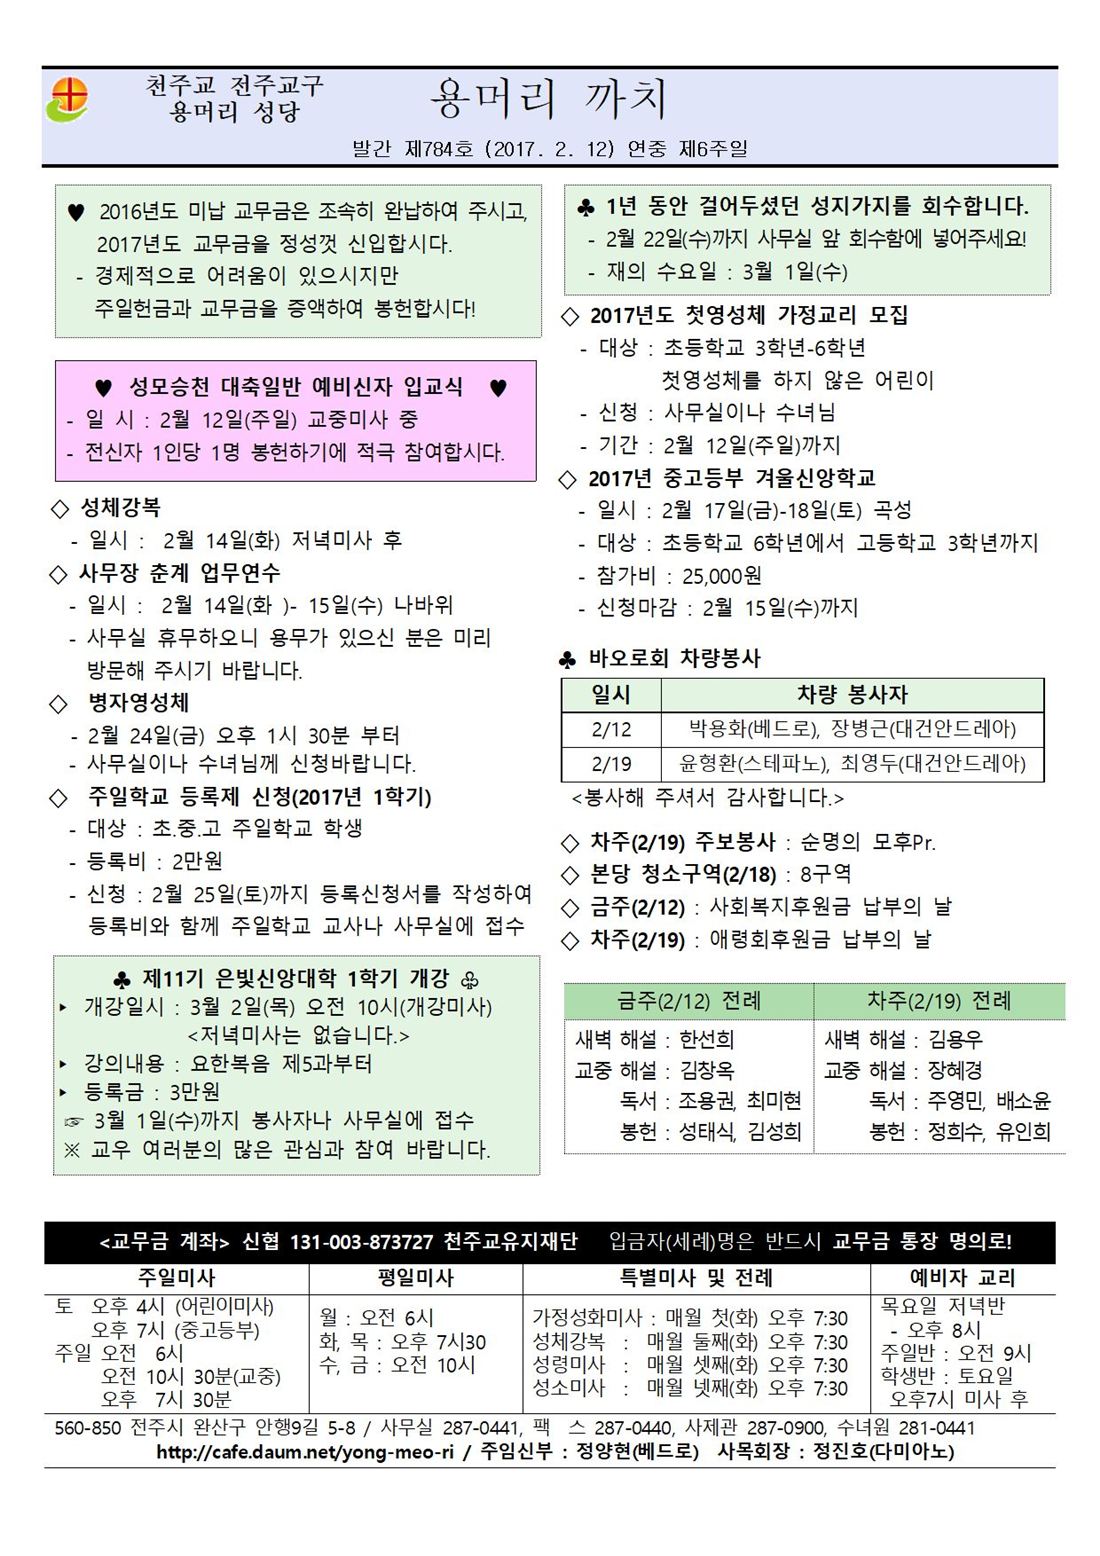 천주교 전주교구
용머리 성당
용머리 까치
발간 제784호 (2017. 2. 12) 연중 제6주일
♥ 2016년도 미납 교무금은 조속히 완납하여 주시고,
2017년도 교무금을 정성껏 신입합시다.
- 경제적으로 어려움이 있으시지만
주일헌금과 교무금을 증액하여 봉헌합시다!
♥ 성모승천 대축일반 예비신자 입교식 ♥
- 일 시 : 2월 12일(주일) 교중미사 중
- 전신자 1인당 1명 봉헌하기에 적극 참여합시다.
◇ 성체강복
- 일시 : 2월 14일(화) 저녁미사 후
◇ 사무장 춘계 업무연수
- 일시 : 2월 14일(화 )- 15일(수) 나바위
- 사무실 휴무하오니 용무가 있으신 분은 미리
방문해 주시기 바랍니다.
◇ 병자영성체
- 2월 24일(금) 오후 1시 30분 부터
- 사무실이나 수녀님께 신청바랍니다.
◇ 주일학교 등록제 신청(2017년 1학기)
- 대상 : 초.중.고 주일학교 학생
- 등록비 : 2만원
- 신청 : 2월 25일(토)까지 등록신청서를 작성하여
등록비와 함께 주일학교 교사나 사무실에 접수
♣ 제11기 은빛신앙대학 1학기 개강 ♧
▸ 개강일시 : 3월 2일(목) 오전 10시(개강미사)
<저녁미사는 없습니다.>
▸ 강의내용 : 요한복음 제5과부터
▸ 등록금 : 3만원
☞ 3월 1일(수)까지 봉사자나 사무실에 접수
※ 교우 여러분의 많은 관심과 참여 바랍니다.
♣ 1년 동안 걸어두셨던 성지가지를 회수합니다.
- 2월 22일(수)까지 사무실 앞 회수함에 넣어주세요!
- 재의 수요일 : 3월 1일(수)
◇ 2017년도 첫영성체 가정교리 모집
- 대상 : 초등학교 3학년-6학년
첫영성체를 하지 않은 어린이
- 신청 : 사무실이나 수녀님
- 기간 : 2월 12일(주일)까지
◇ 2017년 중고등부 겨울신앙학교
- 일시 : 2월 17일(금)-18일(토) 곡성
- 대상 : 초등학교 6학년에서 고등학교 3학년까지
- 참가비 : 25,000원
- 신청마감 : 2월 15일(수)까지
♣ 바오로회 차량봉사
일시 차량 봉사자
2/12 박용화(베드로), 장병근(대건안드레아)
2/19 윤형환(스테파노), 최영두(대건안드레아)
<봉사해 주셔서 감사합니다.>
◇ 차주(2/19) 주보봉사 : 순명의 모후Pr.
◇ 본당 청소구역(2/18) : 8구역
◇ 금주(2/12) : 사회복지후원금 납부의 날
◇ 차주(2/19) : 애령회후원금 납부의 날
금주(2/12) 전례 차주(2/19) 전례
새벽 해설 : 한선희 새벽 해설 : 김용우
교중 해설 : 김창옥 교중 해설 : 장혜경
독서 : 조용권, 최미현 독서 : 주영민, 배소윤
봉헌 : 성태식, 김성희 봉헌 : 정희수, 유인희
<교무금 계좌> 신협 131-003-873727 천주교유지재단 입금자(세례)명은 반드시 교무금 통장 명의로!
주일미사 평일미사 특별미사 및 전례 예비자 교리
토 오후 4시 (어린이미사)
오후 7시 (중고등부)
주일 오전 6시
오전 10시 30분(교중)
오후 7시 30분
월 : 오전 6시
화, 목 : 오후 7시30
수, 금 : 오전 10시
가정성화미사 : 매월 첫(화) 오후 7:30
성체강복 : 매월 둘째(화) 오후 7:30
성령미사 : 매월 셋째(화) 오후 7:30
성소미사 : 매월 넷째(화) 오후 7:30
목요일 저녁반
- 오후 8시
주일반 : 오전 9시
학생반 : 토요일
오후7시 미사 후
560-850 전주시 완산구 안행9길 5-8 / 사무실 287-0441, 팩 스 287-0440, 사제관 287-0900, 수녀원 281-0441
http://cafe.daum.net/yong-meo-ri / 주임신부 : 정양현(베드로) 사목회장 : 정진호(다미아노)